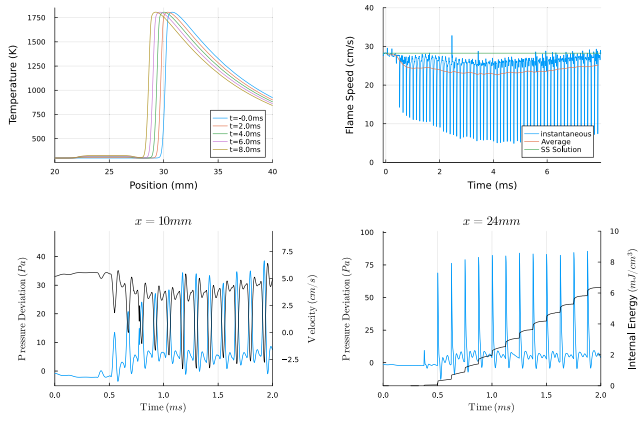 Temperature (K)
1750
1500
1250
1000
750
500
20
25
30
35
40
Position (mm)
t=-0.0ms
t=2.0ms
t=4.0ms
t=6.0ms
t=8.0ms
Flame Speed (cm/s)
40
30
20
10
0
0
2
4
6
Time (ms)
instantaneous
Average
SS Solution
x = 10mm
Pressure Deviation (Pa)
40
30
20
10
0
0.0
0.5
1.0
1.5
2.0
Time (ms)
7.5
5.0
2.5
0.0
−2.5
Velocity (cm/s)
x = 24mm
Pressure Deviation (Pa)
100
75
50
25
0
0.0
0.5
1.0
1.5
2.0
Time (ms)
10
8
6
4
2
0
Internal Energy (mJ/cm³)